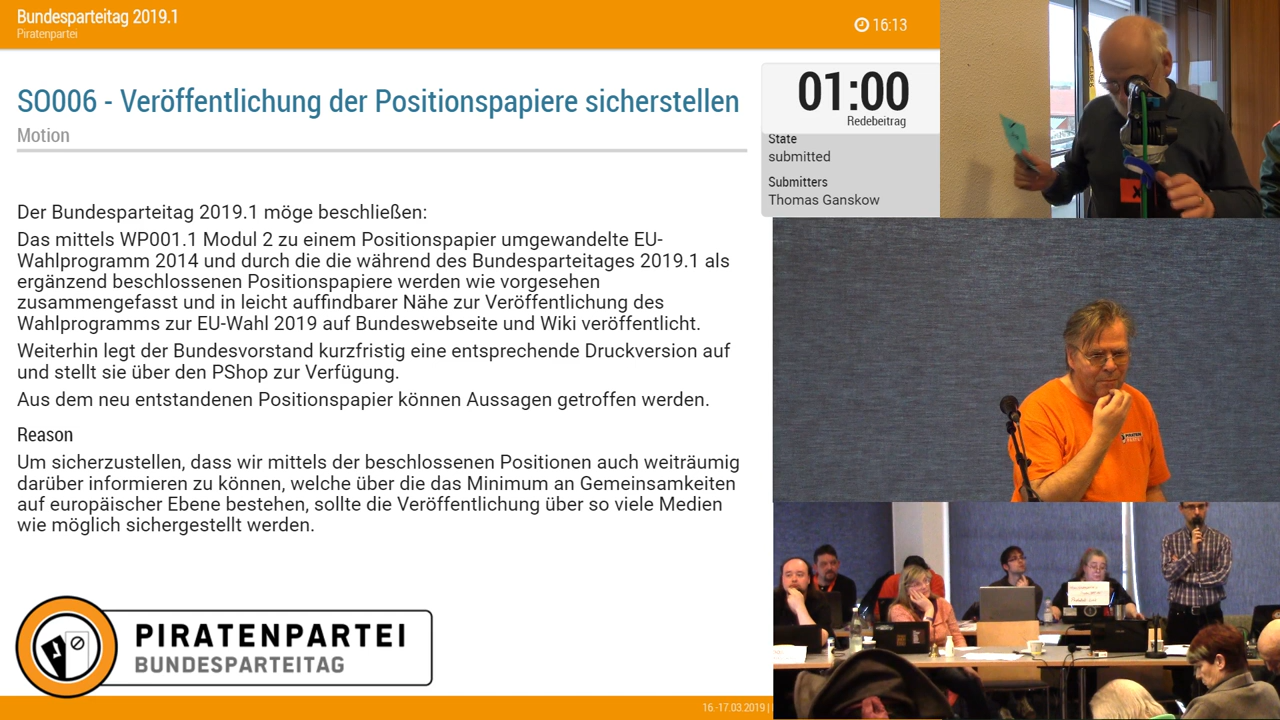 Bundesparteitag 2019.1
Piratenpartei
16:13
SO006 - Veröffentlichung der Positionspapiere sicherstellen
Motion
01:00
Redebeitrag
State
submitted
Submitters
Thomas Ganskow
Der Bundesparteitag 2019.1 möge beschließen:
Das mittels WP001.1 Modul 2 zu einem Positionspapier umgewandelte EU-
Wahlprogramm 2014 und durch die die während des Bundesparteitages 2019.1 als
ergänzend beschlossenen Positionspapiere werden wie vorgesehen
zusammengefasst und in leicht auffindbarer Nähe zur Veröffentlichung des
Wahlprogramms zur EU-Wahl 2019 auf Bundeswebseite und Wiki veröffentlicht.
Weiterhin legt der Bundesvorstand kurzfristig eine entsprechende Druckversion auf
und stellt sie über den PShop zur Verfügung.
Aus dem neu entstandenen Positionspapier können Aussagen getroffen werden.
Reason
Um sicherzustellen, dass wir mittels der beschlossenen Positionen auch weiträumig
darüber informieren zu können, welche über die das Minimum an Gemeinsamkeiten
auf europäischer Ebene bestehen, sollte die Veröffentlichung über so viele Medien
wie möglich sichergestellt werden.
PIRATENPARTEI
BUNDESPARTEITAG
16.-17.03.2019 |